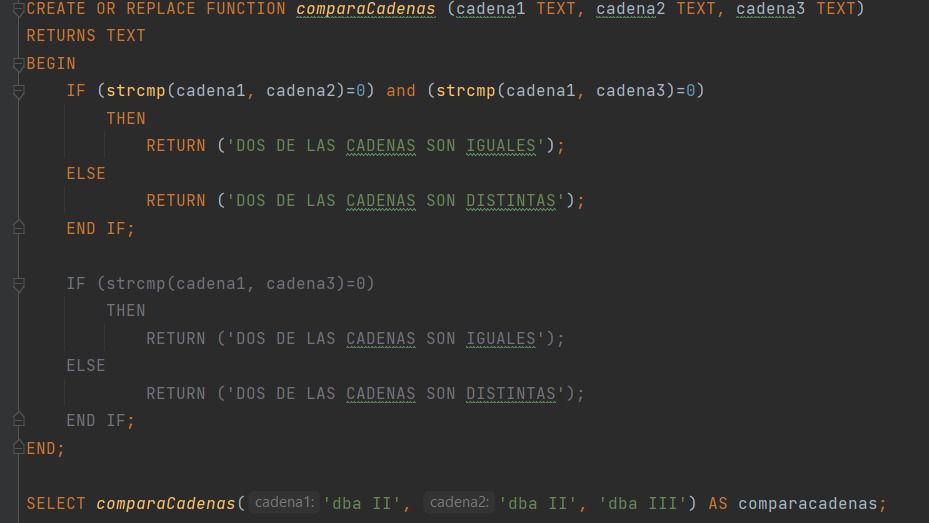 CREATE OR REPLACE FUNCTION comparaCadenas (cadena1 TEXT, cadena2 TEXT, cadena3 TEXT)
RETURNS TEXT
BEGIN
IF (strcmp(cadena1, cadena2)=0) and (strcmp(cadena1, cadena3)=0)
THEN
RETURN ('DOS DE LAS CADENAS SON IGUALES');
ELSE
RETURN ('DOS DE LAS CADENAS SON DISTINTAS');
END IF;
IF (strcmp(cadena1, cadena3)=0)
THEN
RETURN ('DOS DE LAS CADENAS SON IGUALES');
ELSE
RETURN ('DOS DE LAS CADENAS SON DISTINTAS');
END IF;
END;
SELECT comparaCadenas( cadena1: 'dba II', cadena2: 'dba II', 'dba III') AS comparacadenas;